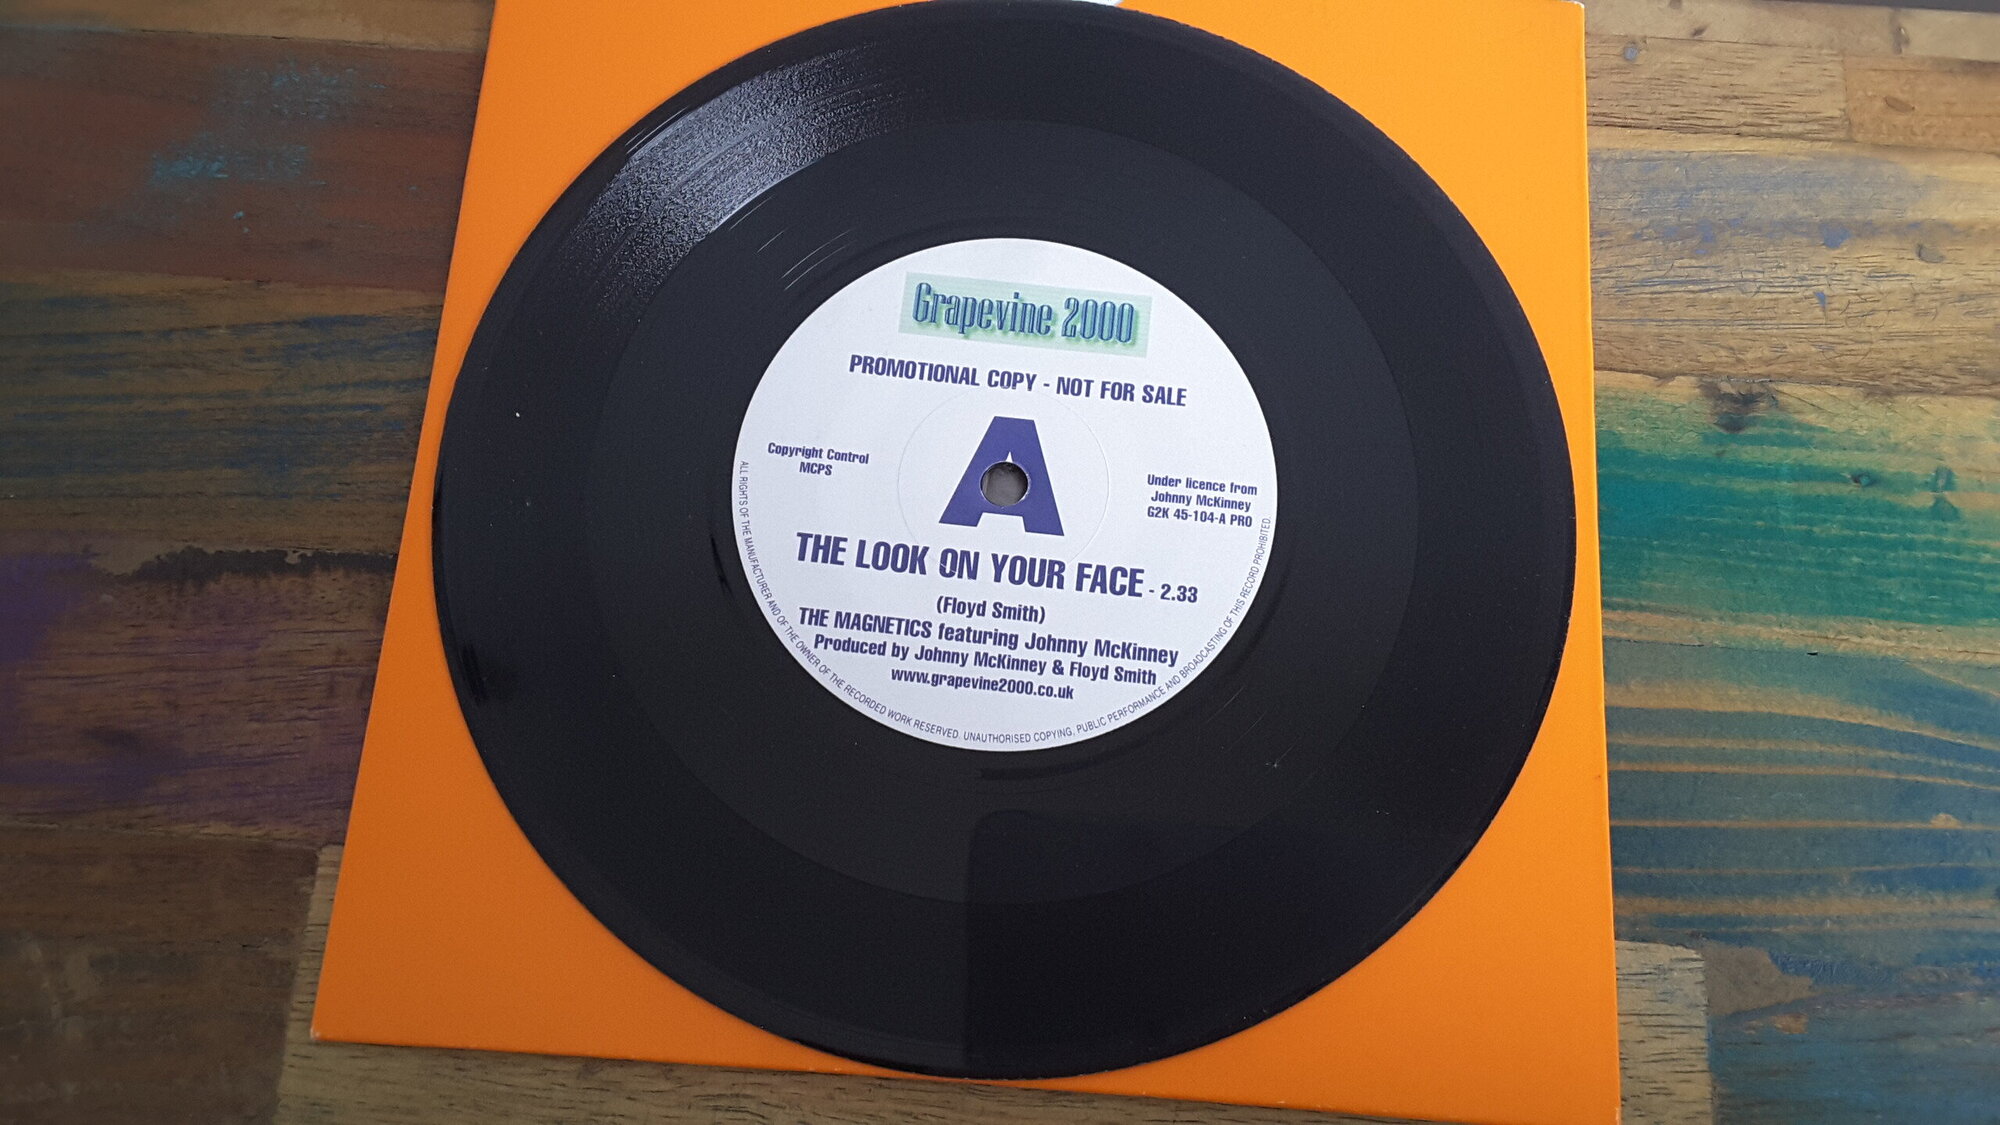 Grapevine 2000
PROMOTIONAL COPY - NOT FOR SALE
A
Copyright Control
MCPS
Under licence from
Johnny McKinney
G2K 45-104-A PRO
THE LOOK ON YOUR FACE - 2.33
(Floyd Smith)
THE MAGNETICS featuring Johnny McKinney
Produced by Johnny McKinney & Floyd Smith
www.grapevine2000.co.uk
ALL RIGHTS OF THE MANUFACTURER AND OF THE OWNER OF THE RECORDED WORK RESERVED. UNAUTHORISED COPYING, PUBLIC PERFORMANCE AND BROADCASTING OF THIS RECORD PROHIBITED.